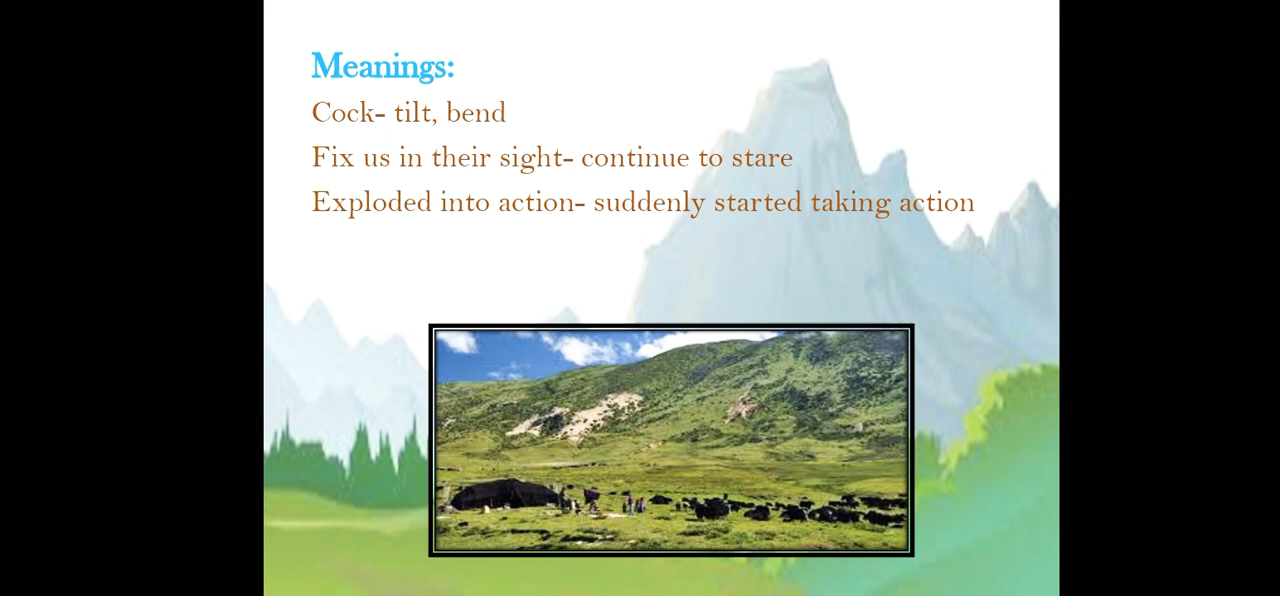 Meanings:
Cock- tilt, bend
Fix us in their sight- continue to stare
Exploded into action- suddenly started taking action